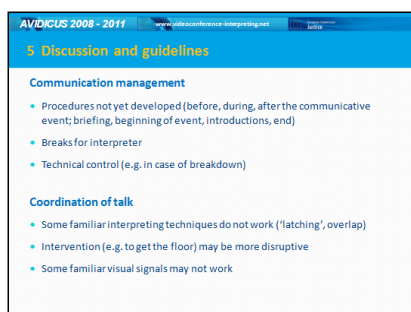 AVIDICUS 2008 - 2011 www.videoconference-interpreting.net Justice
5 Discussion and guidelines
Communication management
• Procedures not yet developed (before, during, after the communicative
event; briefing, beginning of event, introductions, end)
• Breaks for interpreter
• Technical control (e.g. in case of breakdown)
Coordination of talk
• Some familiar interpreting techniques do not work ('latching', overlap)
• Intervention (e.g. to get the floor) may be more disruptive
• Some familiar visual signals may not work